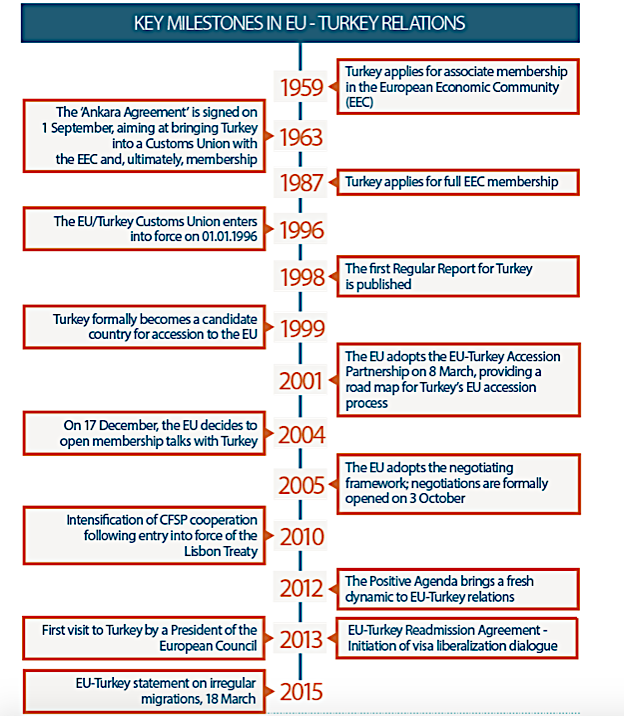 KEY MILESTONES IN EU - TURKEY RELATIONS
1959
Turkey applies for associate membership
in the European Economic Community
(EEC)
The ‘Ankara Agreement’ is signed on
1 September, aiming at bringing Turkey
into a Customs Union with
the EEC and, ultimately, membership
1963
1987
Turkey applies for full EEC membership
The EU/Turkey Customs Union enters
into force on 01.01.1996
1996
1998
The first Regular Report for Turkey
is published
Turkey formally becomes a candidate
country for accession to the EU
1999
2001
The EU adopts the EU-Turkey Accession
Partnership on 8 March, providing a
road map for Turkey’s EU accession
process
On 17 December, the EU decides to
open membership talks with Turkey
2004
2005
The EU adopts the negotiating
framework; negotiations are formally
opened on 3 October
Intensification of CFSP cooperation
following entry into force of the
Lisbon Treaty
2010
2012
The Positive Agenda brings a fresh
dynamic to EU-Turkey relations
First visit to Turkey by a President of the
European Council
2013
EU-Turkey Readmission Agreement -
Initiation of visa liberalization dialogue
EU-Turkey statement on irregular
migrations, 18 March
2015